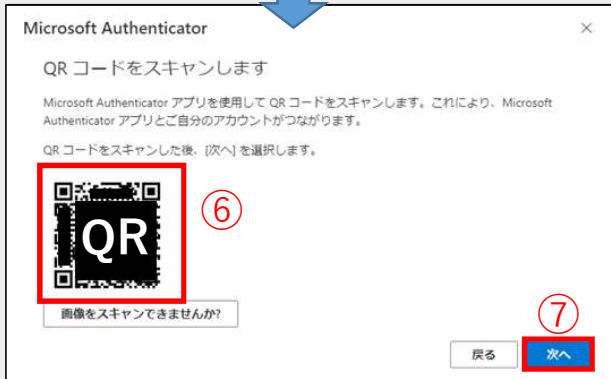 Microsoft Authenticator
QR コードをスキャンします
Microsoft Authenticator アプリを使用して QR コードをスキャンします。これにより、Microsoft
Authenticator アプリとご自分のアカウントがつながります。
QR コードをスキャンした後、[次へ] を選択します。
QR
⑥
画像をスキャンできませんか?
⑦
戻る
次へ